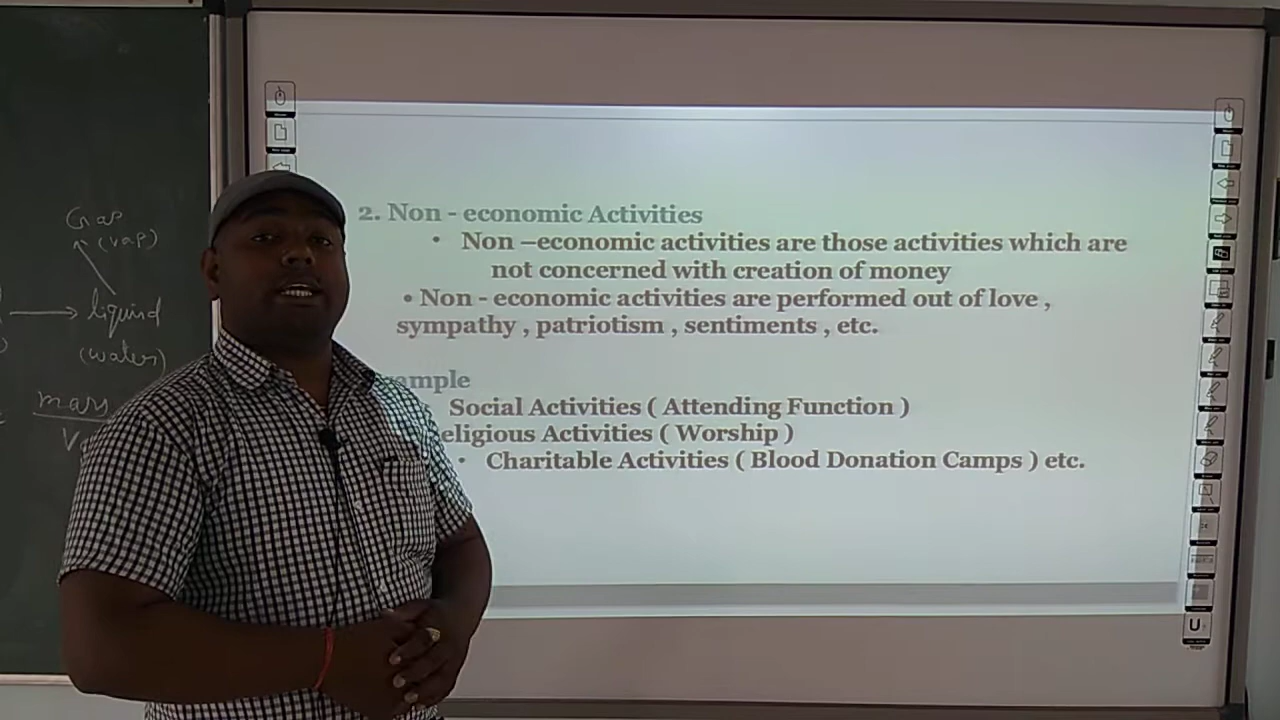 2. Non - economic Activities
• Non –economic activities are those activities which are
not concerned with creation of money
• Non - economic activities are performed out of love ,
sympathy , patriotism , sentiments , etc.
ample
Social Activities ( Attending Function )
eligious Activities ( Worship )
• Charitable Activities ( Blood Donation Camps ) etc.
Gas
(vap)
liquid
(water)
mass
V
U